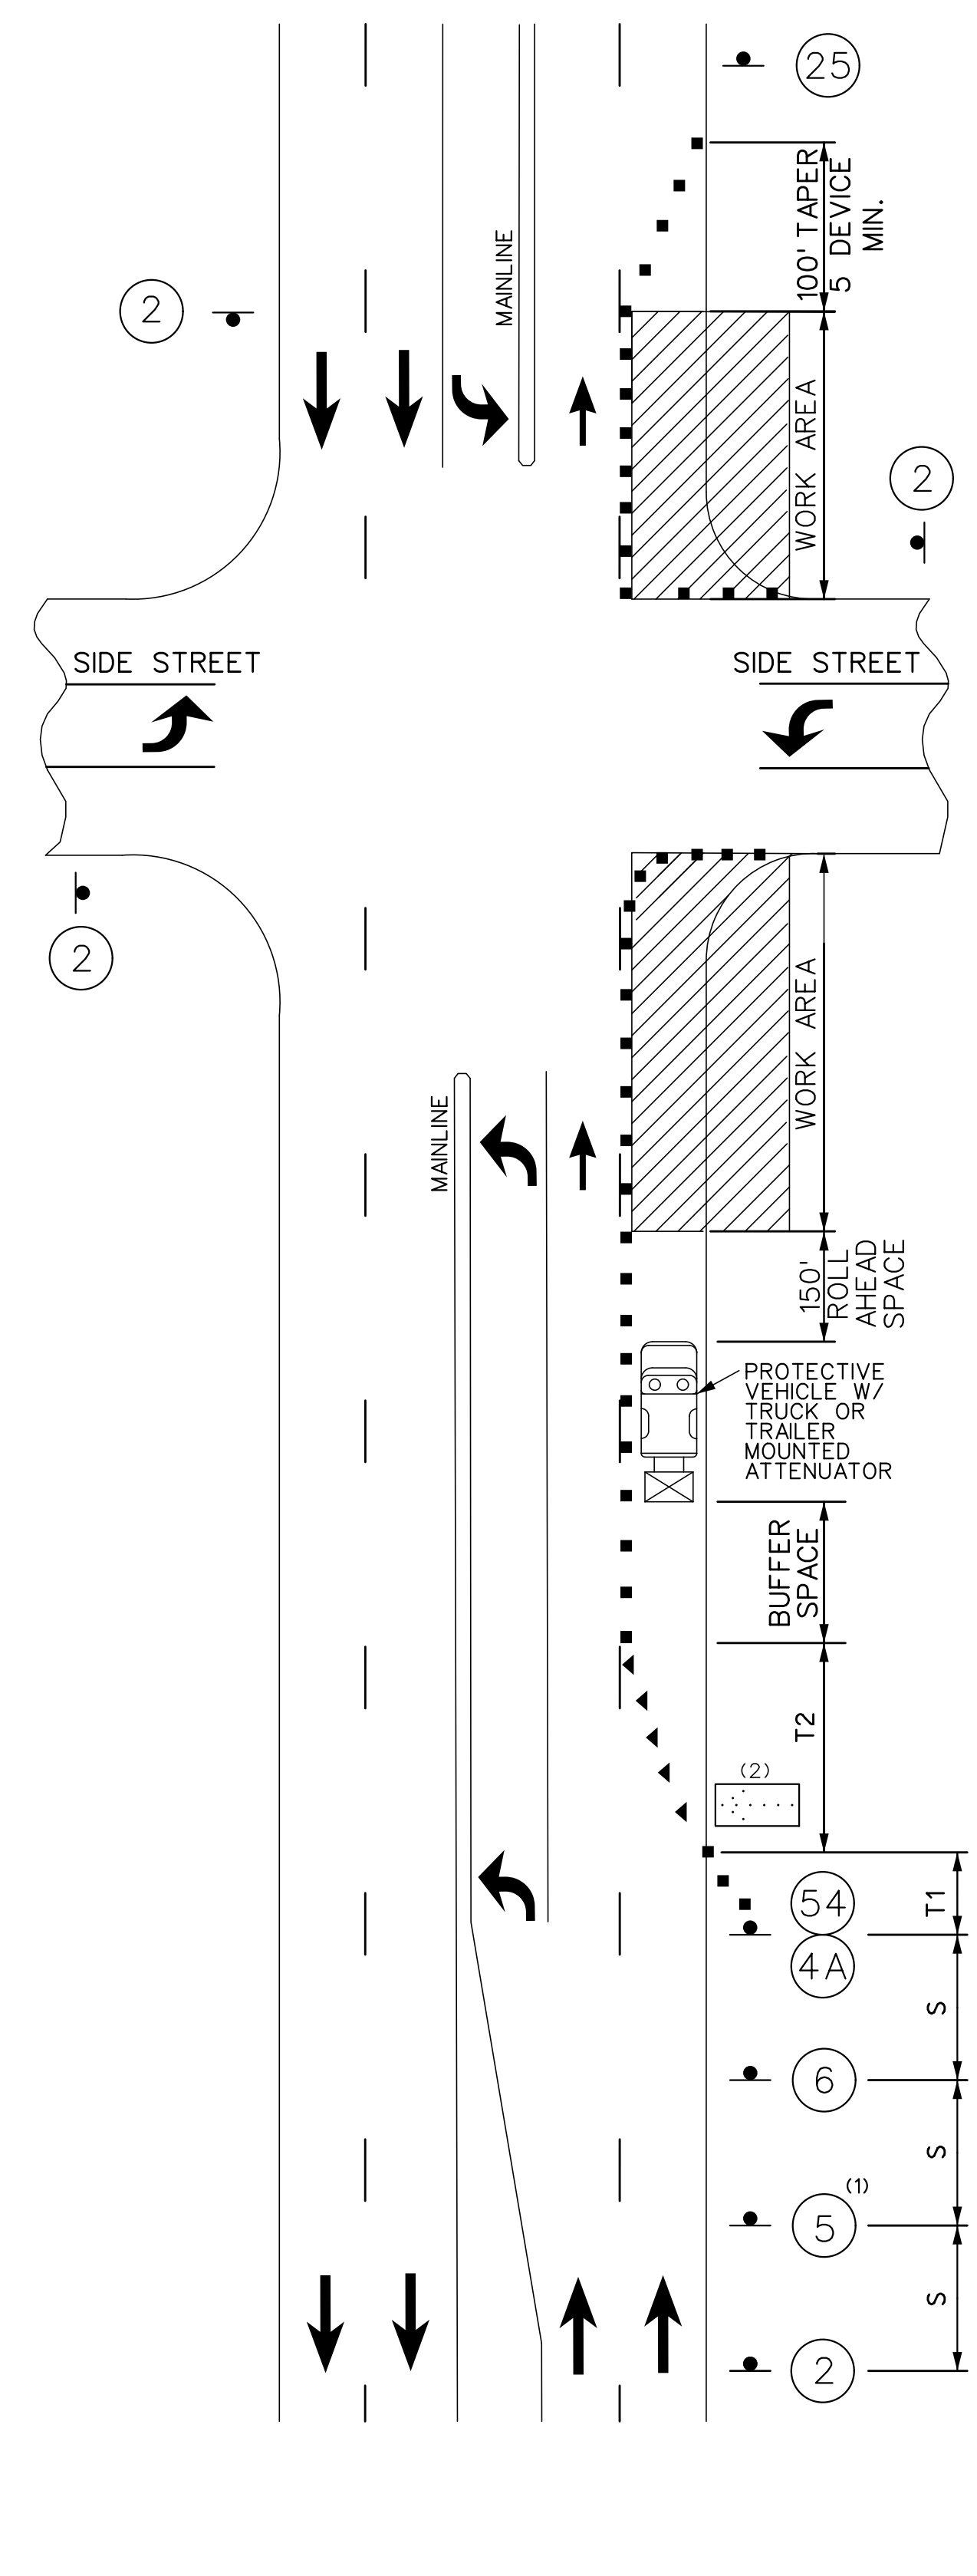 25
100' TAPER
5 DEVICE
MIN.
MAINLINE
2
WORK AREA
2
SIDE STREET
SIDE STREET
2
WORK AREA
MAINLINE
150'
ROLL
AHEAD
SPACE
PROTECTIVE
VEHICLE W/
TRUCK OR
TRAILER
MOUNTED
ATTENUATOR
BUFFER
SPACE
T2
(2)
54
T1
4A
S
6
S
(1)
5
S
2